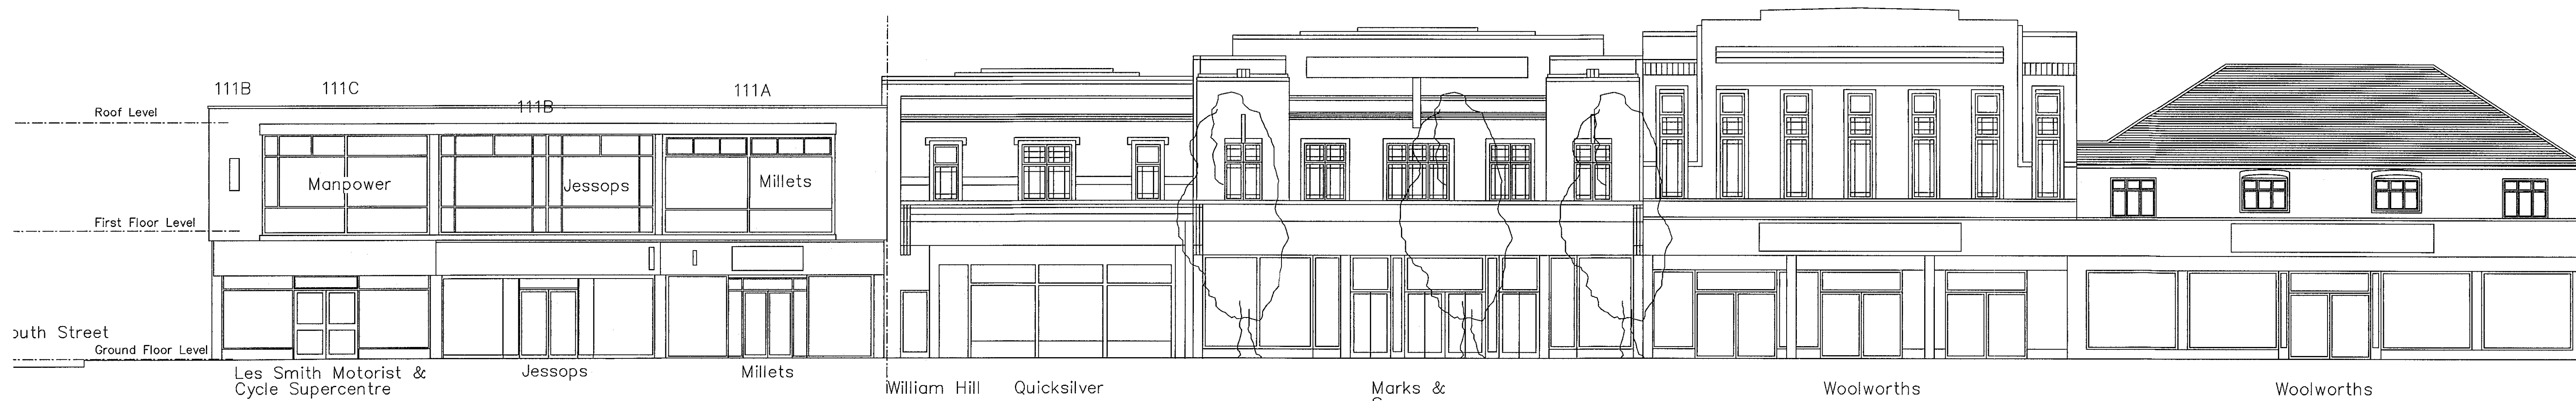 111B
111C
111B
111A
Roof Level
Manpower
Jessops
Millets
First Floor Level
outh Street
Ground Floor Level
Les Smith Motorist &
Cycle Supercentre
Jessops
Millets
William Hill
Quicksilver
Marks &
Woolworths
Woolworths